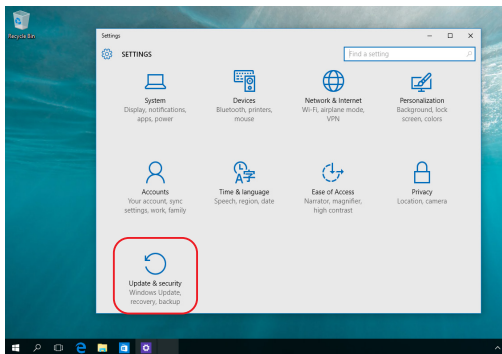 Recycle Bin
Settings
SETTINGS
Find a setting
System
Display, notifications,
apps, power
Devices
Bluetooth, printers,
mouse
Network & Internet
Wi-Fi, airplane mode,
VPN
Personalization
Background, lock
screen, colors
Accounts
Your account, sync
settings, work, family
Time & language
Speech, region, date
Ease of Access
Narrator, magnifier,
high contrast
Privacy
Location, camera
Update & security
Windows Update,
recovery, backup